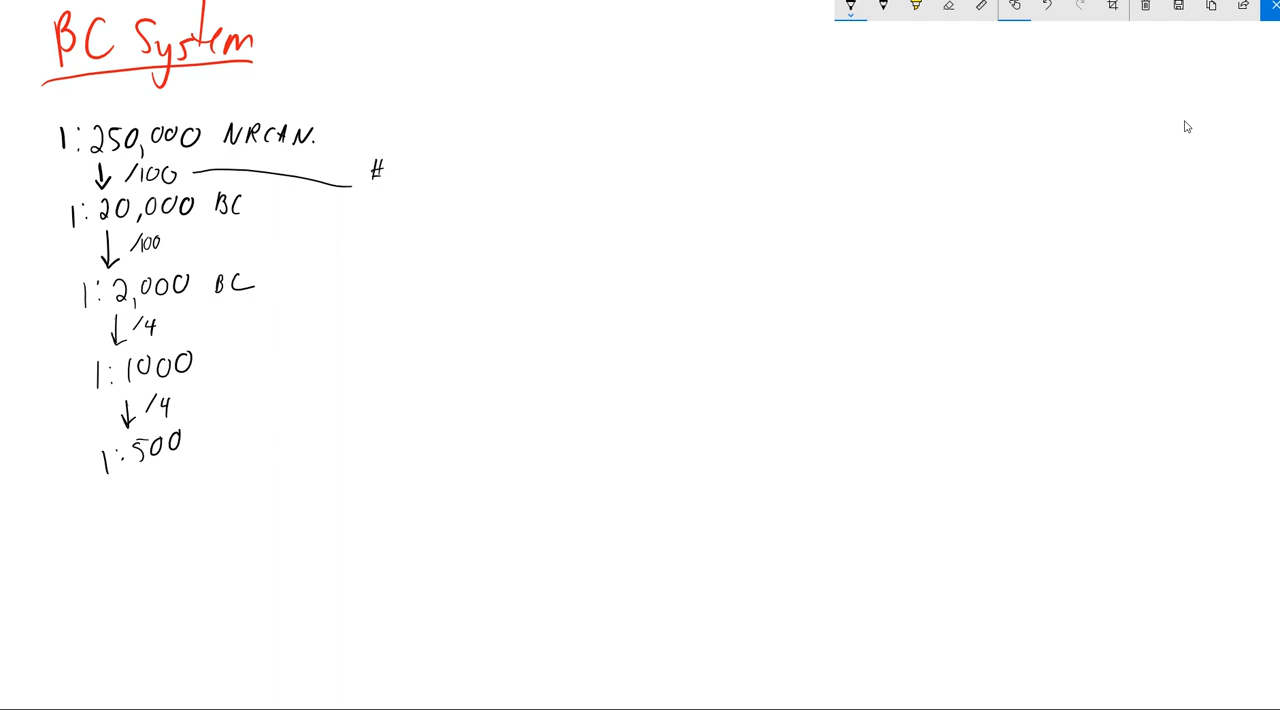 BC System
1:250,000 NRCAN.
↓ /100 #
1:20,000 BC
↓ /100
1:2,000 BC
↓ /4
1:1000
↓ /4
1:500